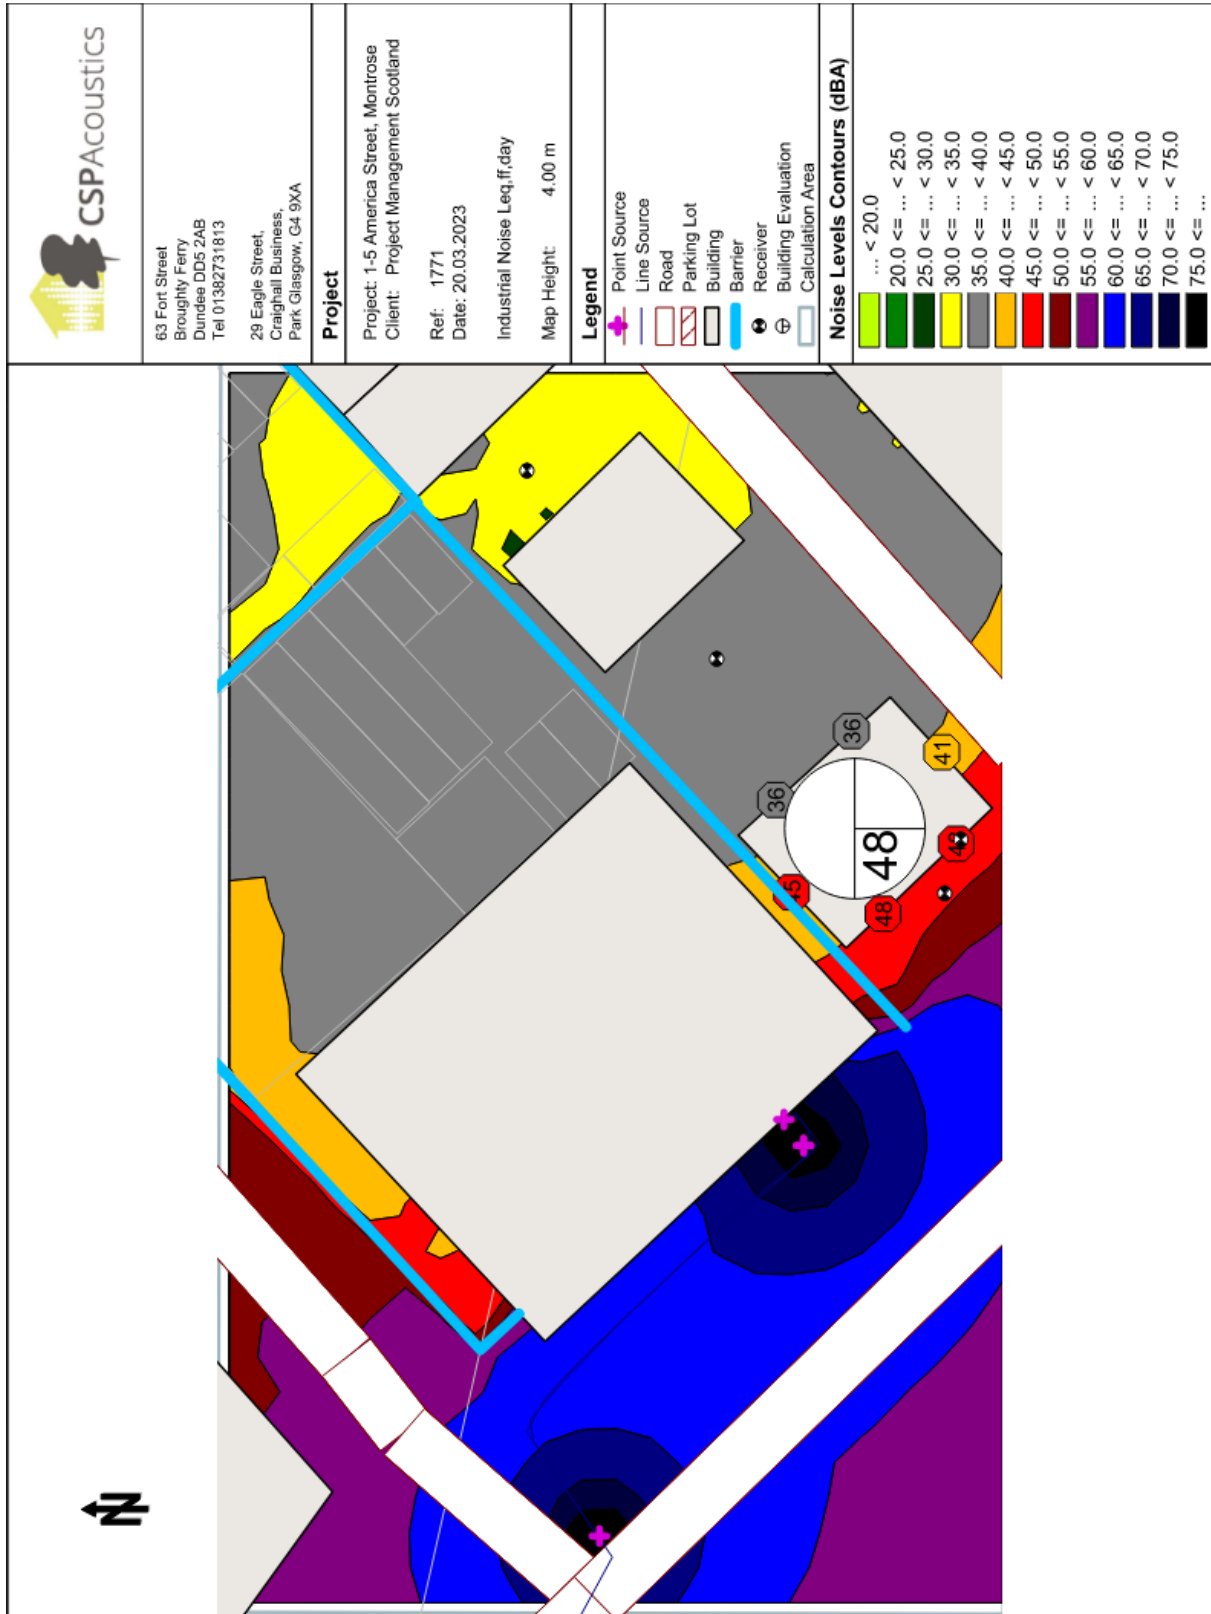 CSPAcoustics
63 Fort Street
Broughty Ferry
Dundee DD5 2AB
Tel 01382731813
29 Eagle Street,
Craighall Business,
Park Glasgow, G4 9XA
Project
Project: 1-5 America Street, Montrose
Client: Project Management Scotland
Ref: 1771
Date: 20.03.2023
Industrial Noise Leq,ff,day
Map Height: 4.00 m
Legend
Point Source
Line Source
Road
Parking Lot
Building
Barrier
Receiver
Building Evaluation
Calculation Area
Noise Levels Contours (dBA)
... < 20.0
20.0 <= ... < 25.0
25.0 <= ... < 30.0
30.0 <= ... < 35.0
35.0 <= ... < 40.0
40.0 <= ... < 45.0
45.0 <= ... < 50.0
50.0 <= ... < 55.0
55.0 <= ... < 60.0
60.0 <= ... < 65.0
65.0 <= ... < 70.0
70.0 <= ... < 75.0
75.0 <= ...
N
36
36
41
45
48
48